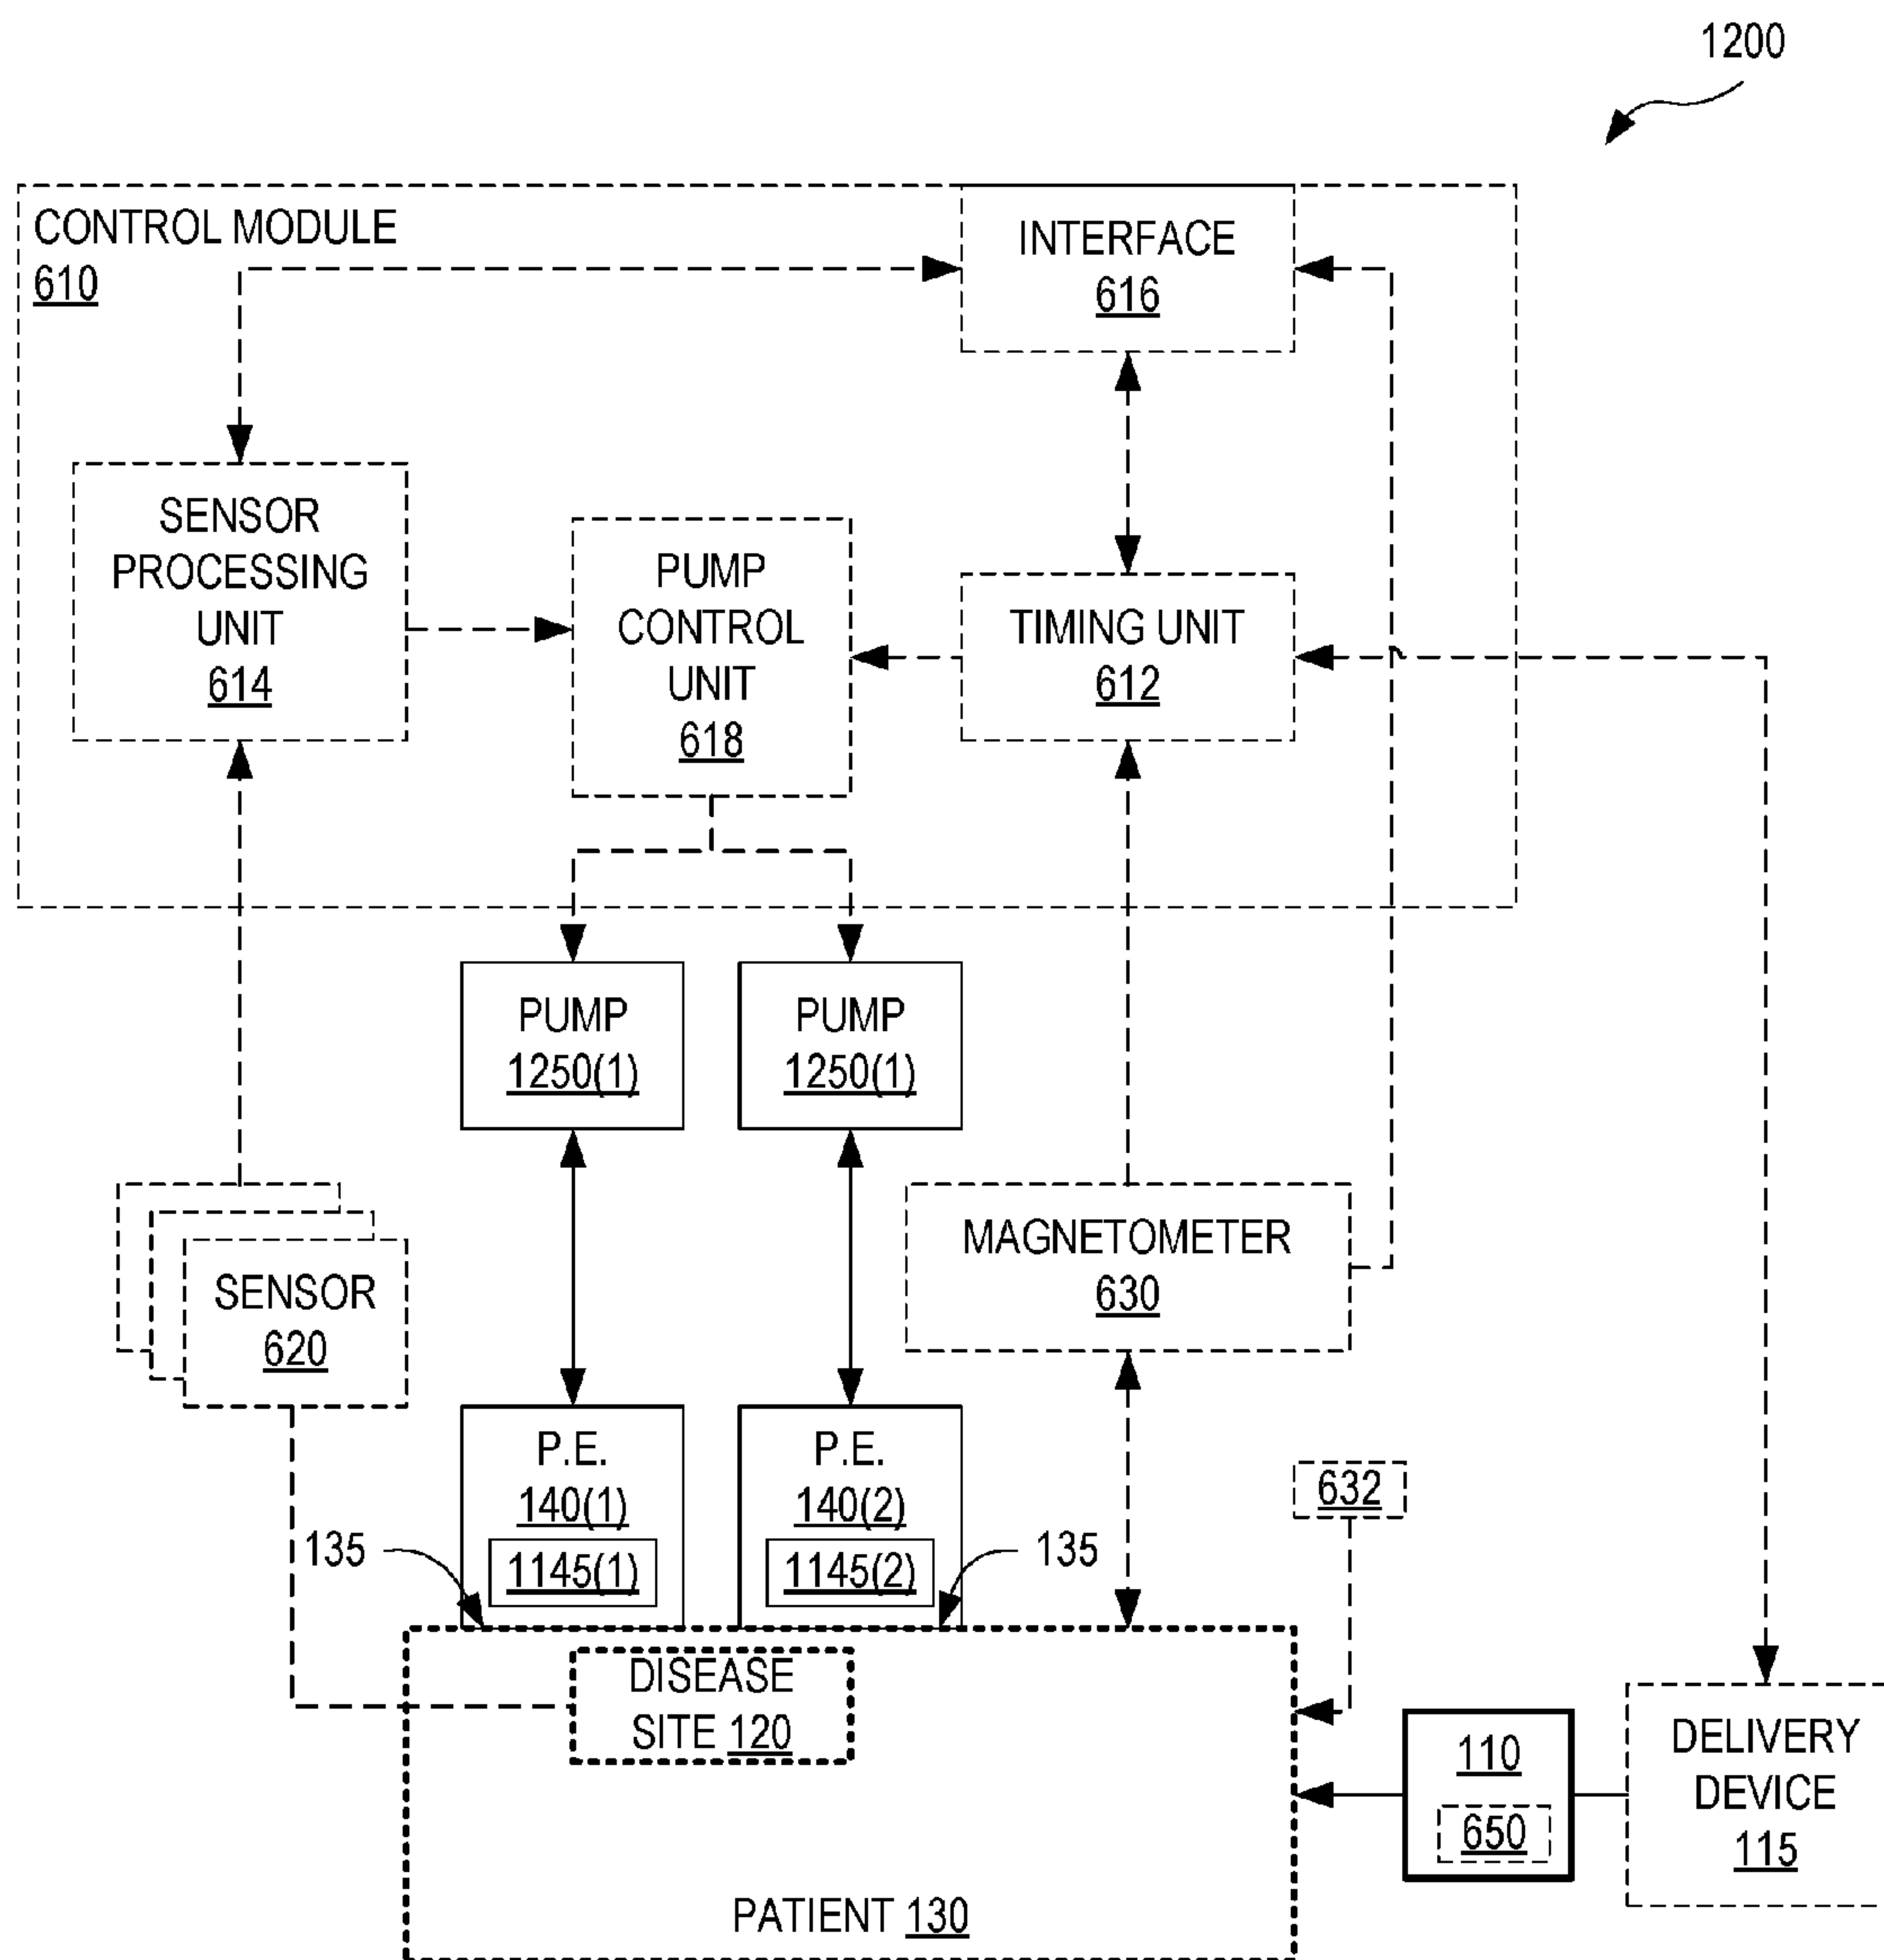 1200
CONTROL MODULE
610
INTERFACE
616
SENSOR
PROCESSING
UNIT
614
PUMP
CONTROL
UNIT
618
TIMING UNIT
612
PUMP
1250(1)
PUMP
1250(1)
SENSOR
620
MAGNETOMETER
630
P.E.
140(1)
1145(1)
P.E.
140(2)
1145(2)
135
135
632
DISEASE
SITE 120
110
650
DELIVERY
DEVICE
115
PATIENT 130